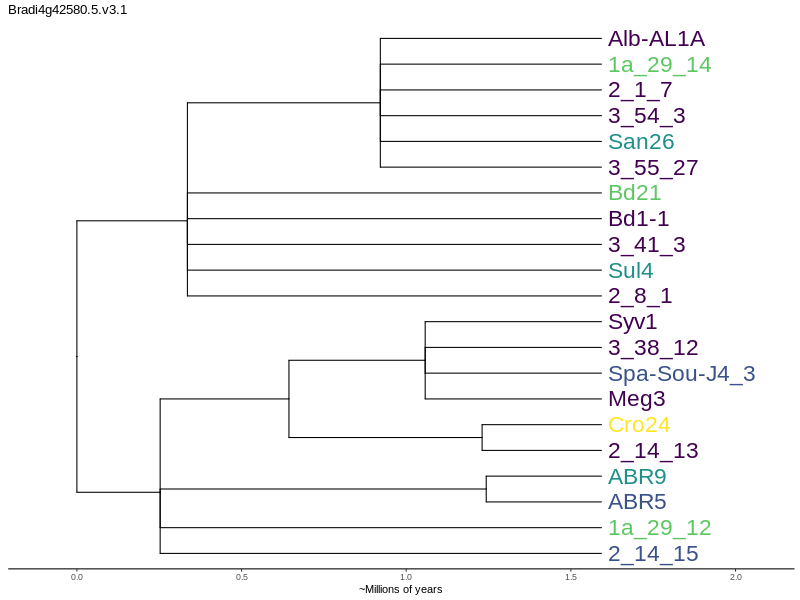 Bradi4g42580.5.v3.1
Alb-AL1A
1a_29_14
2_1_7
3_54_3
San26
3_55_27
Bd21
Bd1-1
3_41_3
Sul4
2_8_1
Syv1
3_38_12
Spa-Sou-J4_3
Meg3
Cro24
2_14_13
ABR9
ABR5
1a_29_12
2_14_15
0.0 0.5 1.0 1.5 2.0
~Millions of years